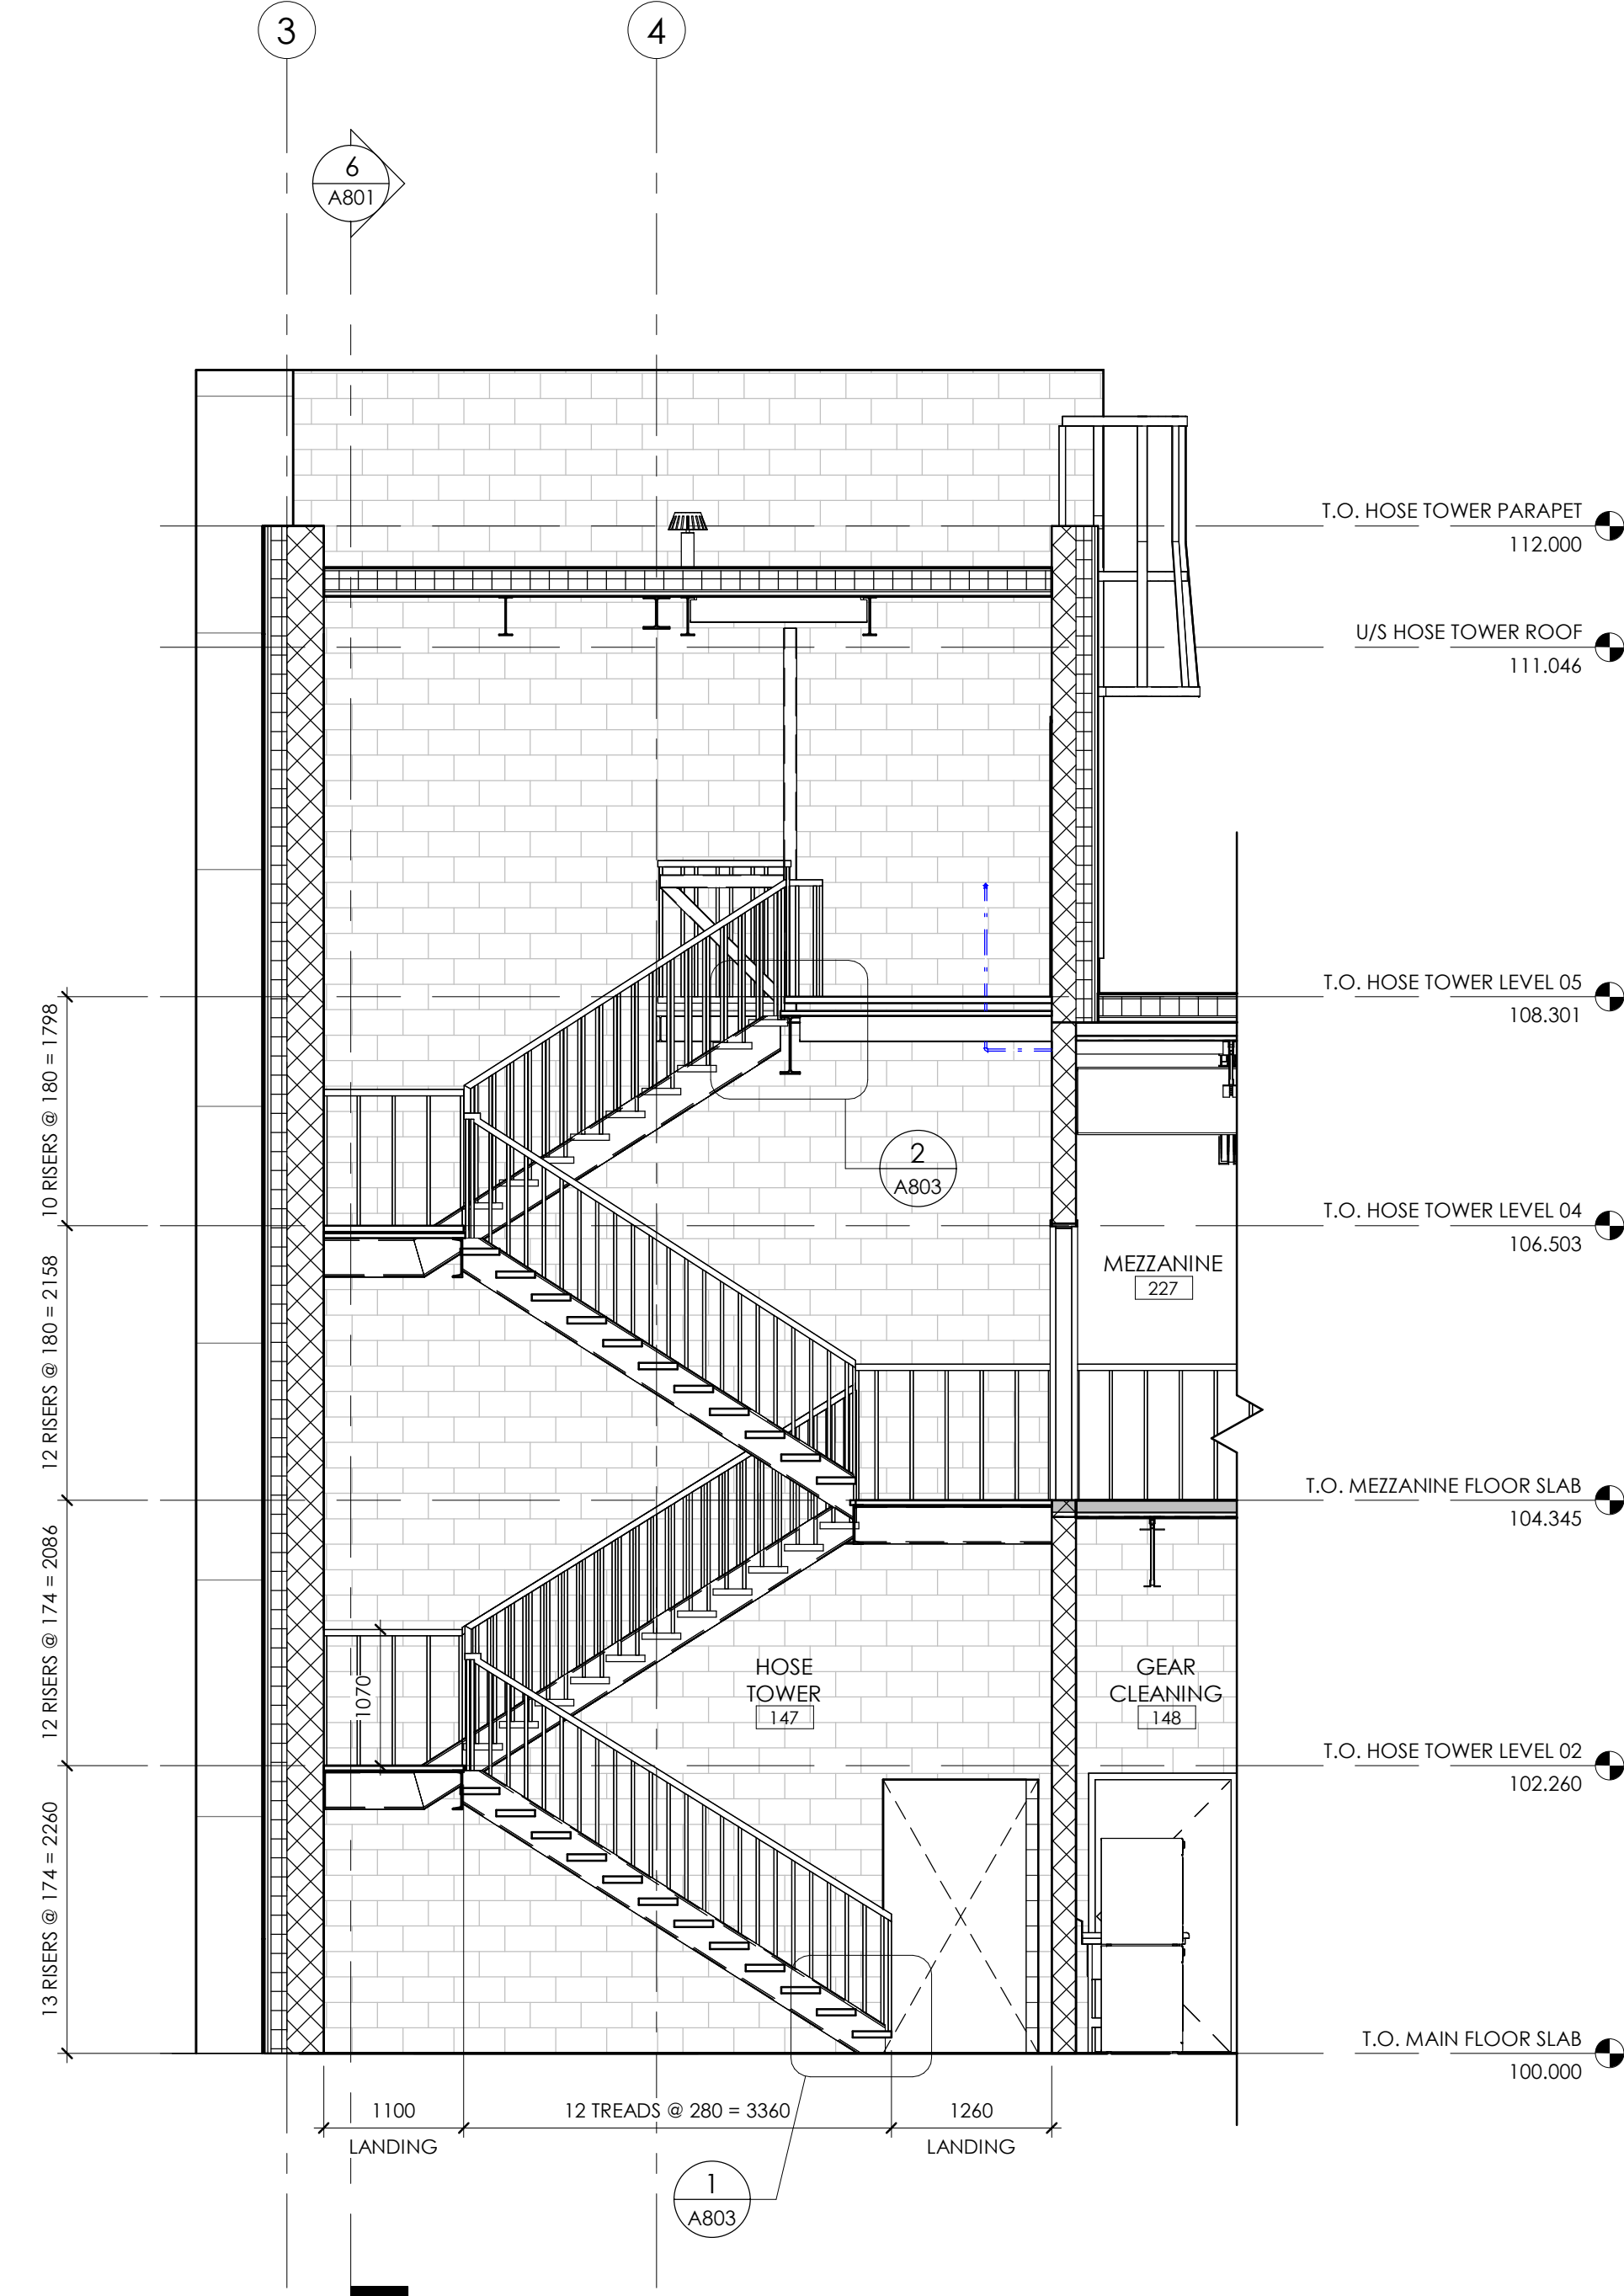 3
4
6
A801
T.O. HOSE TOWER PARAPET
112.000
U/S HOSE TOWER ROOF
111.046
T.O. HOSE TOWER LEVEL 05
108.301
10 RISERS @ 180 = 1798
2
A803
T.O. HOSE TOWER LEVEL 04
106.503
MEZZANINE
227
12 RISERS @ 180 = 2158
T.O. MEZZANINE FLOOR SLAB
104.345
12 RISERS @ 174 = 2086
1070
HOSE
TOWER
147
GEAR
CLEANING
148
T.O. HOSE TOWER LEVEL 02
102.260
13 RISERS @ 174 = 2260
T.O. MAIN FLOOR SLAB
100.000
1100
LANDING
12 TREADS @ 280 = 3360
1260
LANDING
1
A803